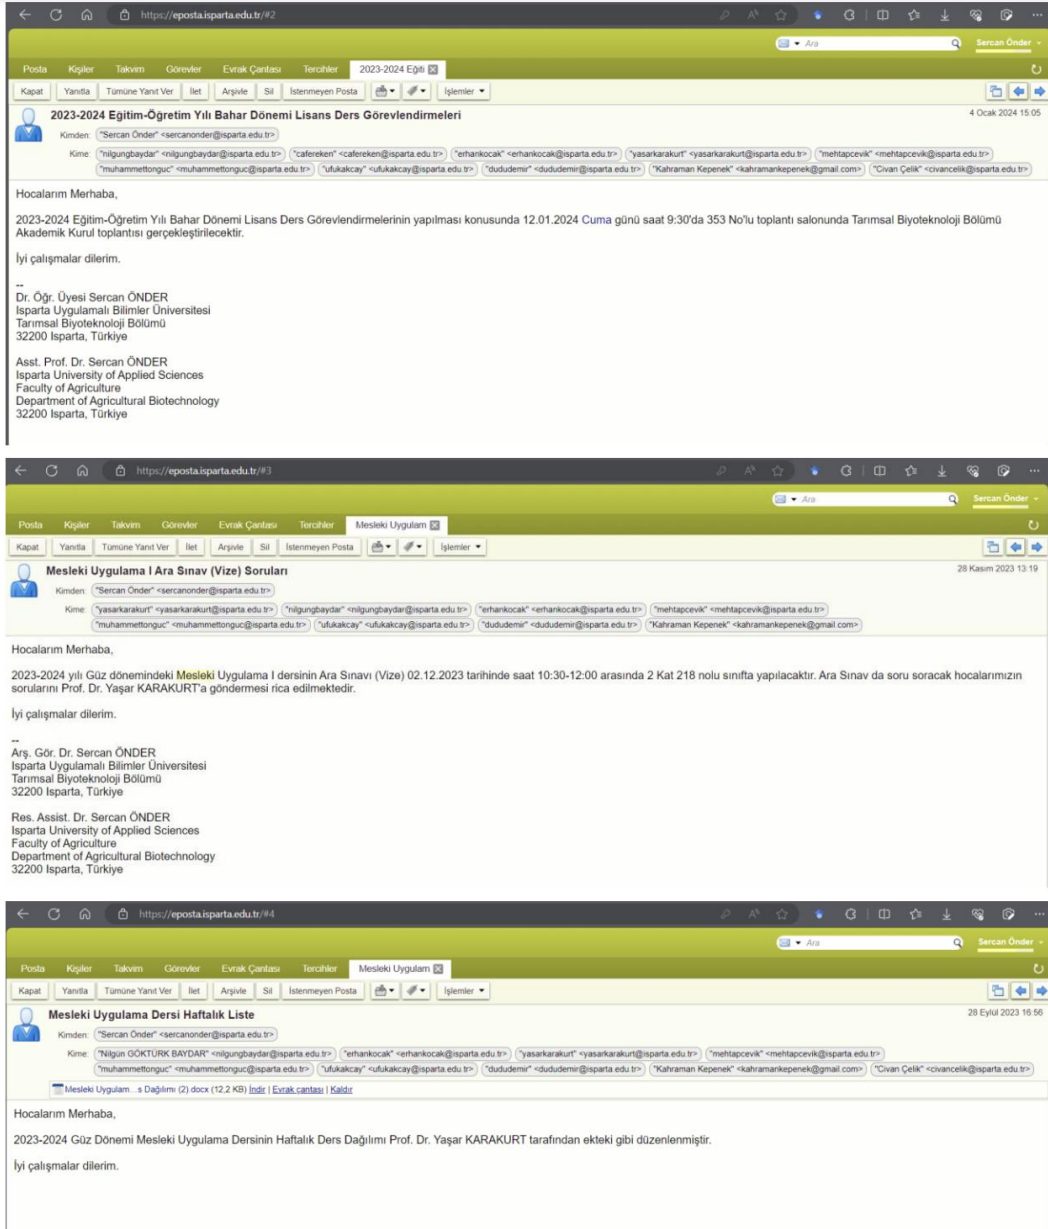 https://eposta.isparta.edu.tr/#2
Ara
Sercan Önder
Posta Kişiler Takvim Görevler Evrak Çantası Tercihler 2023-2024 Eğiti
Kapat Yanıtla Tümüne Yanıt Ver İlet Arşivle Sil İstenmeyen Posta İşlemler
2023-2024 Eğitim-Öğretim Yılı Bahar Dönemi Lisans Ders Görevlendirmeleri
4 Ocak 2024 15:05
Kimden: "Sercan Önder" <sercanonder@isparta.edu.tr>
Kime: "nilgungbaydar" <nilgungbaydar@isparta.edu.tr> "cafereken" <cafereken@isparta.edu.tr> "erhankocak" <erhankocak@isparta.edu.tr> "yasarkarakurt" <yasarkarakurt@isparta.edu.tr> "mehtapcevik" <mehtapcevik@isparta.edu.tr>
"muhammettonguc" <muhammettonguc@isparta.edu.tr> "ufukakcay" <ufukakcay@isparta.edu.tr> "dududemir" <dududemir@isparta.edu.tr> "Kahraman Kepenek" <kahramankepenek@gmail.com> "Civan Çelik" <civancelik@isparta.edu.tr>
Hocalarım Merhaba,
2023-2024 Eğitim-Öğretim Yılı Bahar Dönemi Lisans Ders Görevlendirmelerinin yapılması konusunda 12.01.2024 Cuma günü saat 9:30'da 353 No'lu toplantı salonunda Tarımsal Biyoteknoloji Bölümü
Akademik Kurul toplantısı gerçekleştirilecektir.
İyi çalışmalar dilerim.
--
Dr. Öğr. Üyesi Sercan ÖNDER
Isparta Uygulamalı Bilimler Üniversitesi
Tarımsal Biyoteknoloji Bölümü
32200 Isparta, Türkiye
Asst. Prof. Dr. Sercan ÖNDER
Isparta University of Applied Sciences
Faculty of Agriculture
Department of Agricultural Biotechnology
32200 Isparta, Türkiye
https://eposta.isparta.edu.tr/#3
Ara
Sercan Önder
Posta Kişiler Takvim Görevler Evrak Çantası Tercihler Mesleki Uygulam
Kapat Yanıtla Tümüne Yanıt Ver İlet Arşivle Sil İstenmeyen Posta İşlemler
Mesleki Uygulama I Ara Sınav (Vize) Soruları
28 Kasım 2023 13:19
Kimden: "Sercan Önder" <sercanonder@isparta.edu.tr>
Kime: "yasarkarakurt" <yasarkarakurt@isparta.edu.tr> "nilgungbaydar" <nilgungbaydar@isparta.edu.tr> "erhankocak" <erhankocak@isparta.edu.tr> "mehtapcevik" <mehtapcevik@isparta.edu.tr>
"muhammettonguc" <muhammettonguc@isparta.edu.tr> "ufukakcay" <ufukakcay@isparta.edu.tr> "dududemir" <dududemir@isparta.edu.tr> "Kahraman Kepenek" <kahramankepenek@gmail.com>
Hocalarım Merhaba,
2023-2024 yılı Güz dönemindeki Mesleki Uygulama I dersinin Ara Sınavı (Vize) 02.12.2023 tarihinde saat 10:30-12:00 arasında 2 Kat 218 nolu sınıfta yapılacaktır. Ara Sınav da soru soracak hocalarımızın
sorularını Prof. Dr. Yaşar KARAKURT'a göndermesi rica edilmektedir.
İyi çalışmalar dilerim.
--
Arş. Gör. Dr. Sercan ÖNDER
Isparta Uygulamalı Bilimler Üniversitesi
Tarımsal Biyoteknoloji Bölümü
32200 Isparta, Türkiye
Res. Assist. Dr. Sercan ÖNDER
Isparta University of Applied Sciences
Faculty of Agriculture
Department of Agricultural Biotechnology
32200 Isparta, Türkiye
https://eposta.isparta.edu.tr/#4
Ara
Sercan Önder
Posta Kişiler Takvim Görevler Evrak Çantası Tercihler Mesleki Uygulam
Kapat Yanıtla Tümüne Yanıt Ver İlet Arşivle Sil İstenmeyen Posta İşlemler
Mesleki Uygulama Dersi Haftalık Liste
28 Eylül 2023 16:56
Kimden: "Sercan Önder" <sercanonder@isparta.edu.tr>
Kime: "Nilgün GÖKTÜRK BAYDAR" <nilgungbaydar@isparta.edu.tr> "erhankocak" <erhankocak@isparta.edu.tr> "yasarkarakurt" <yasarkarakurt@isparta.edu.tr> "mehtapcevik" <mehtapcevik@isparta.edu.tr>
"muhammettonguc" <muhammettonguc@isparta.edu.tr> "ufukakcay" <ufukakcay@isparta.edu.tr> "dududemir" <dududemir@isparta.edu.tr> "Kahraman Kepenek" <kahramankepenek@gmail.com> "Civan Çelik" <civancelik@isparta.edu.tr>
Mesleki Uygulam...s Dağılımı (2).docx (12,2 KB) İndir | Evrak çantası | Kaldır
Hocalarım Merhaba,
2023-2024 Güz Dönemi Mesleki Uygulama Dersinin Haftalık Ders Dağılımı Prof. Dr. Yaşar KARAKURT tarafından ekteki gibi düzenlenmiştir.
İyi çalışmalar dilerim.